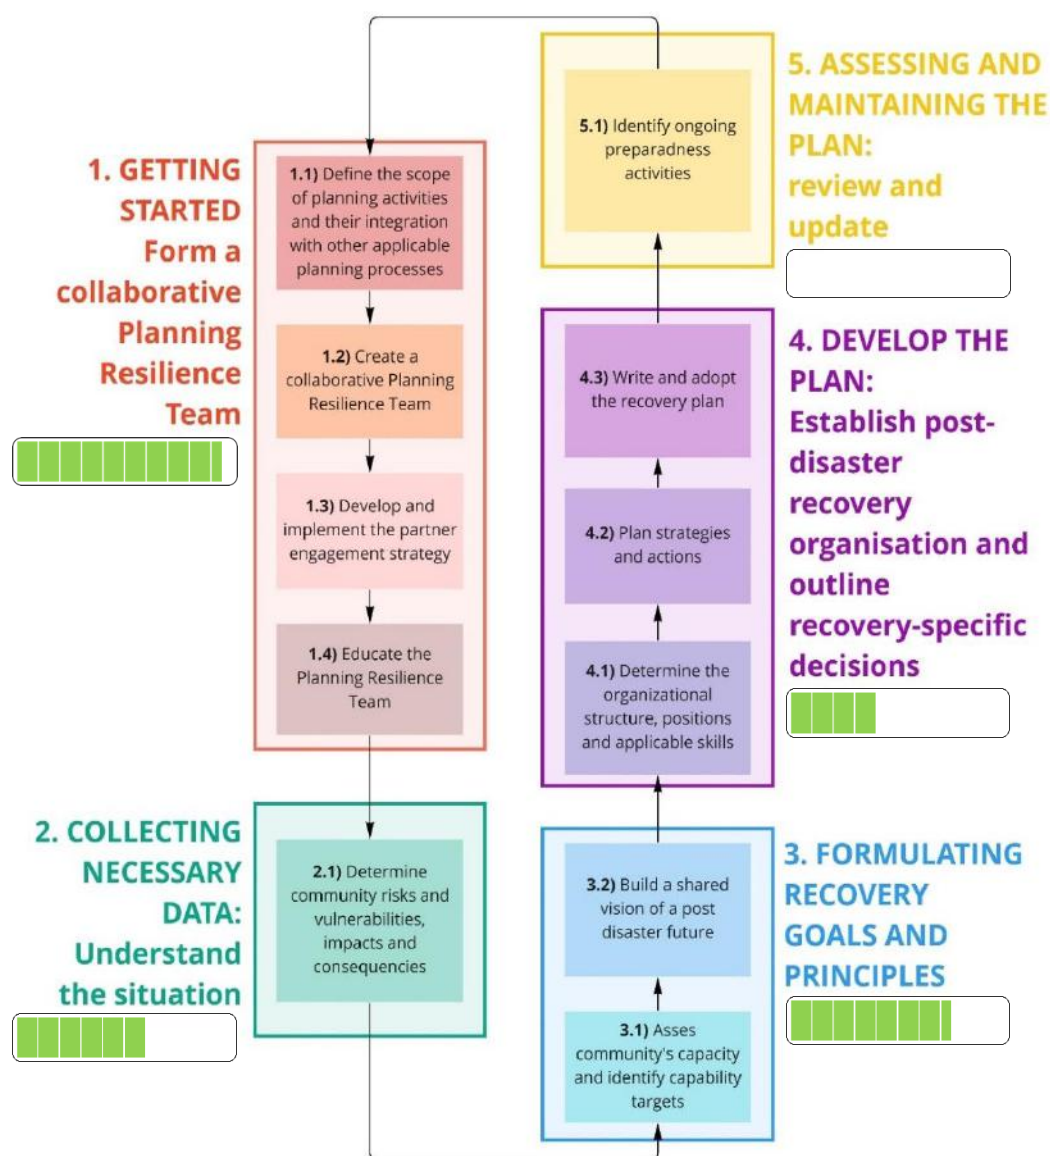 1. GETTING
STARTED
Form a
collaborative
Planning
Resilience
Team
1.1) Define the scope
of planning activities
and their integration
with other applicable
planning processes
1.2) Create a
collaborative Planning
Resilience Team
1.3) Develop and
implement the partner
engagement strategy
1.4) Educate the
Planning Resilience
Team
2. COLLECTING
NECESSARY
DATA:
Understand
the situation
2.1) Determine
community risks and
vulnerabilities,
impacts and
consequencies
3. FORMULATING
RECOVERY
GOALS AND
PRINCIPLES
3.2) Build a shared
vision of a post
disaster future
3.1) Asses
community's capacity
and identify capability
targets
4. DEVELOP THE
PLAN:
Establish post-
disaster
recovery
organisation and
outline
recovery-specific
decisions
4.3) Write and adopt
the recovery plan
4.2) Plan strategies
and actions
4.1) Determine the
organizational
structure, positions
and applicable skills
5. ASSESSING AND
MAINTAINING THE
PLAN:
review and
update
5.1) Identify ongoing
preparadness
activities